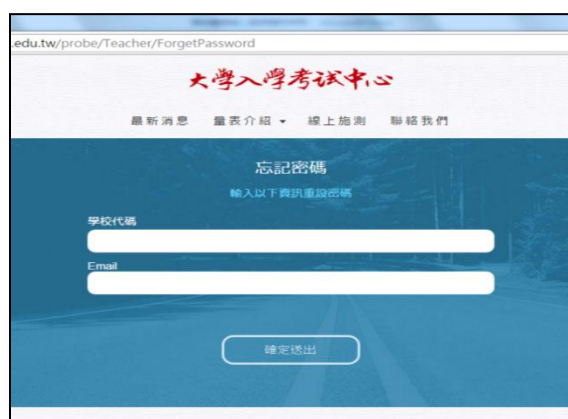 .edu.tw/probe/Teacher/ForgetPassword
大學入學考試中心
最新消息 量表介紹 線上施測 聯絡我們
忘記密碼
輸入以下資訊重設密碼
學校代碼
Email
確定送出